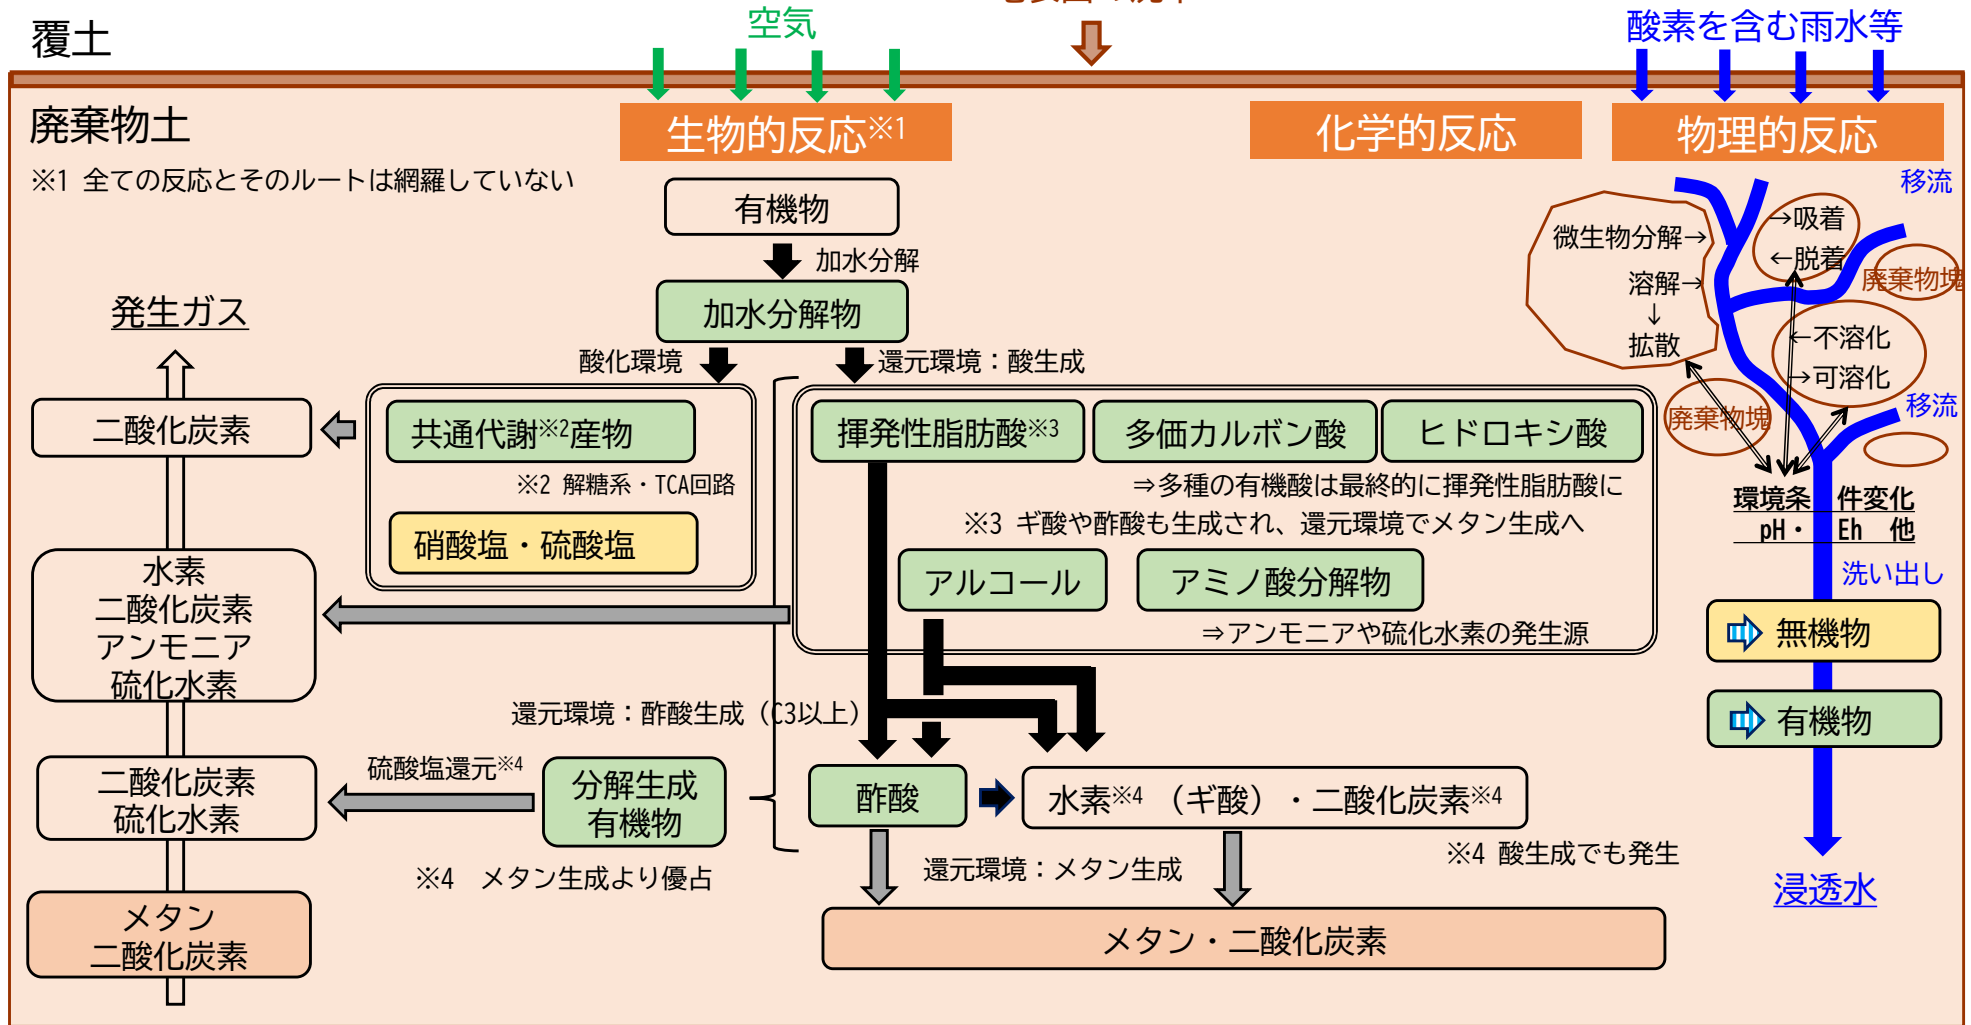 覆土
空気
酸素を含む雨水等
廃棄物土
※1 全ての反応とそのルートは網羅していない
生物的反応※1
化学的反応
物理的反応
有機物
加水分解
加水分解物
酸化環境
還元環境：酸生成
発生ガス
二酸化炭素
共通代謝※2産物
※2 解糖系・TCA回路
硝酸塩・硫酸塩
揮発性脂肪酸※3
多価カルボン酸
ヒドロキシ酸
⇒多種の有機酸は最終的に揮発性脂肪酸に
※3 ギ酸や酢酸も生成され、還元環境でメタン生成へ
アルコール
アミノ酸分解物
⇒アンモニアや硫化水素の発生源
水素
二酸化炭素
アンモニア
硫化水素
還元環境：酢酸生成（C3以上）
二酸化炭素
硫化水素
硫酸塩還元※4
分解生成
有機物
※4　メタン生成より優占
酢酸
水素※4 （ギ酸）・二酸化炭素※4
※4 酸生成でも発生
還元環境：メタン生成
メタン
二酸化炭素
メタン・二酸化炭素
移流
微生物分解→
溶解→
↓
拡散
→吸着
←脱着
廃棄物塊
←不溶化
→可溶化
廃棄物塊
移流
環境条　件変化
pH・　Eh　他
洗い出し
無機物
有機物
浸透水